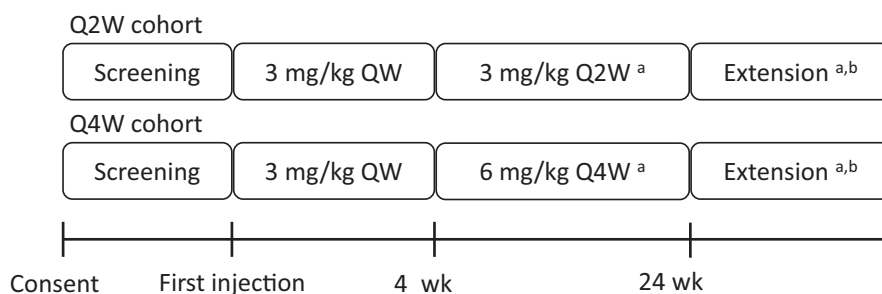 Q2W cohort
Screening 3 mg/kg QW 3 mg/kg Q2W a Extension a,b
Q4W cohort
Screening 3 mg/kg QW 6 mg/kg Q4W a Extension a,b
Consent First injection 4 wk 24 wk